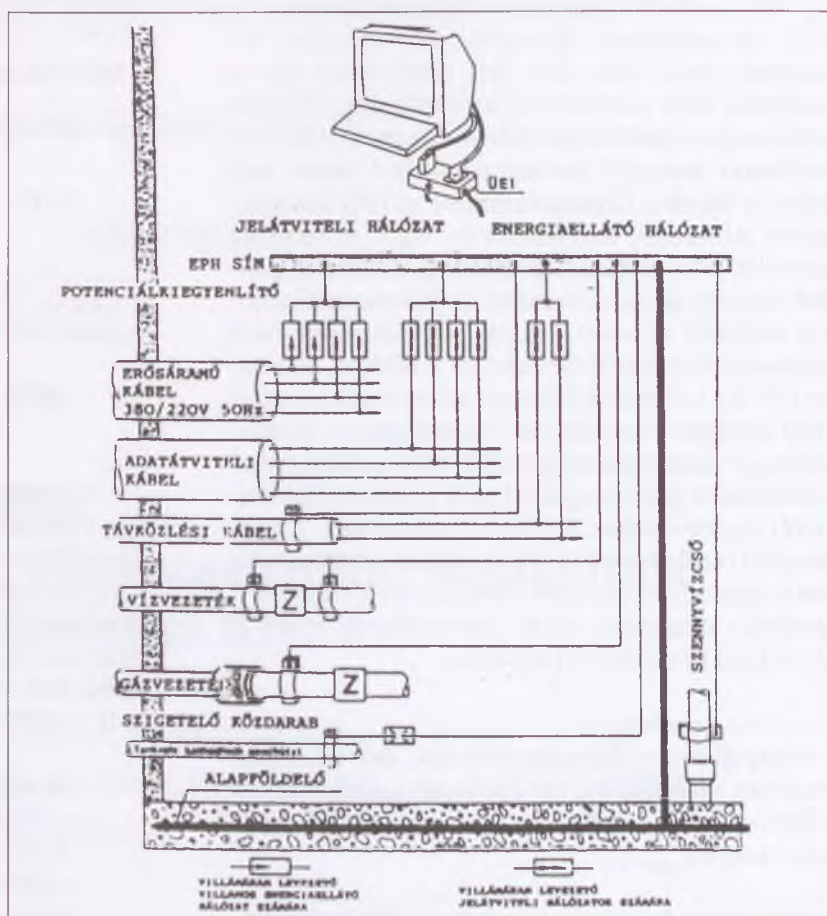 ÜEI
JELÁTVITELI HÁLÓZAT
ENERGIAELLÁTÓ HÁLÓZAT
EPH SÍN
POTENCIÁLKIEGYENLÍTŐ
ERŐSÁRAMÚ
KÁBEL
380/220V 50Hz
ADATÁTVITELI
KÁBEL
TÁVKÖZLÉSI KÁBEL
VÍZVEZETÉK
Z
GÁZVEZETÉK
Z
SZENNYVÍZCSŐ
SZIGETELŐ KÖZDARAB
ALAPFÖLDELŐ
VILLÁMÁRAM LEVEZETŐ
VILLAMOS ENERGIAELLÁTÓ
HÁLÓZAT SZÁMÁRA
VILLÁMÁRAM LEVEZETŐ
JELÁTVITELI HÁLÓZATOK SZÁMÁRA